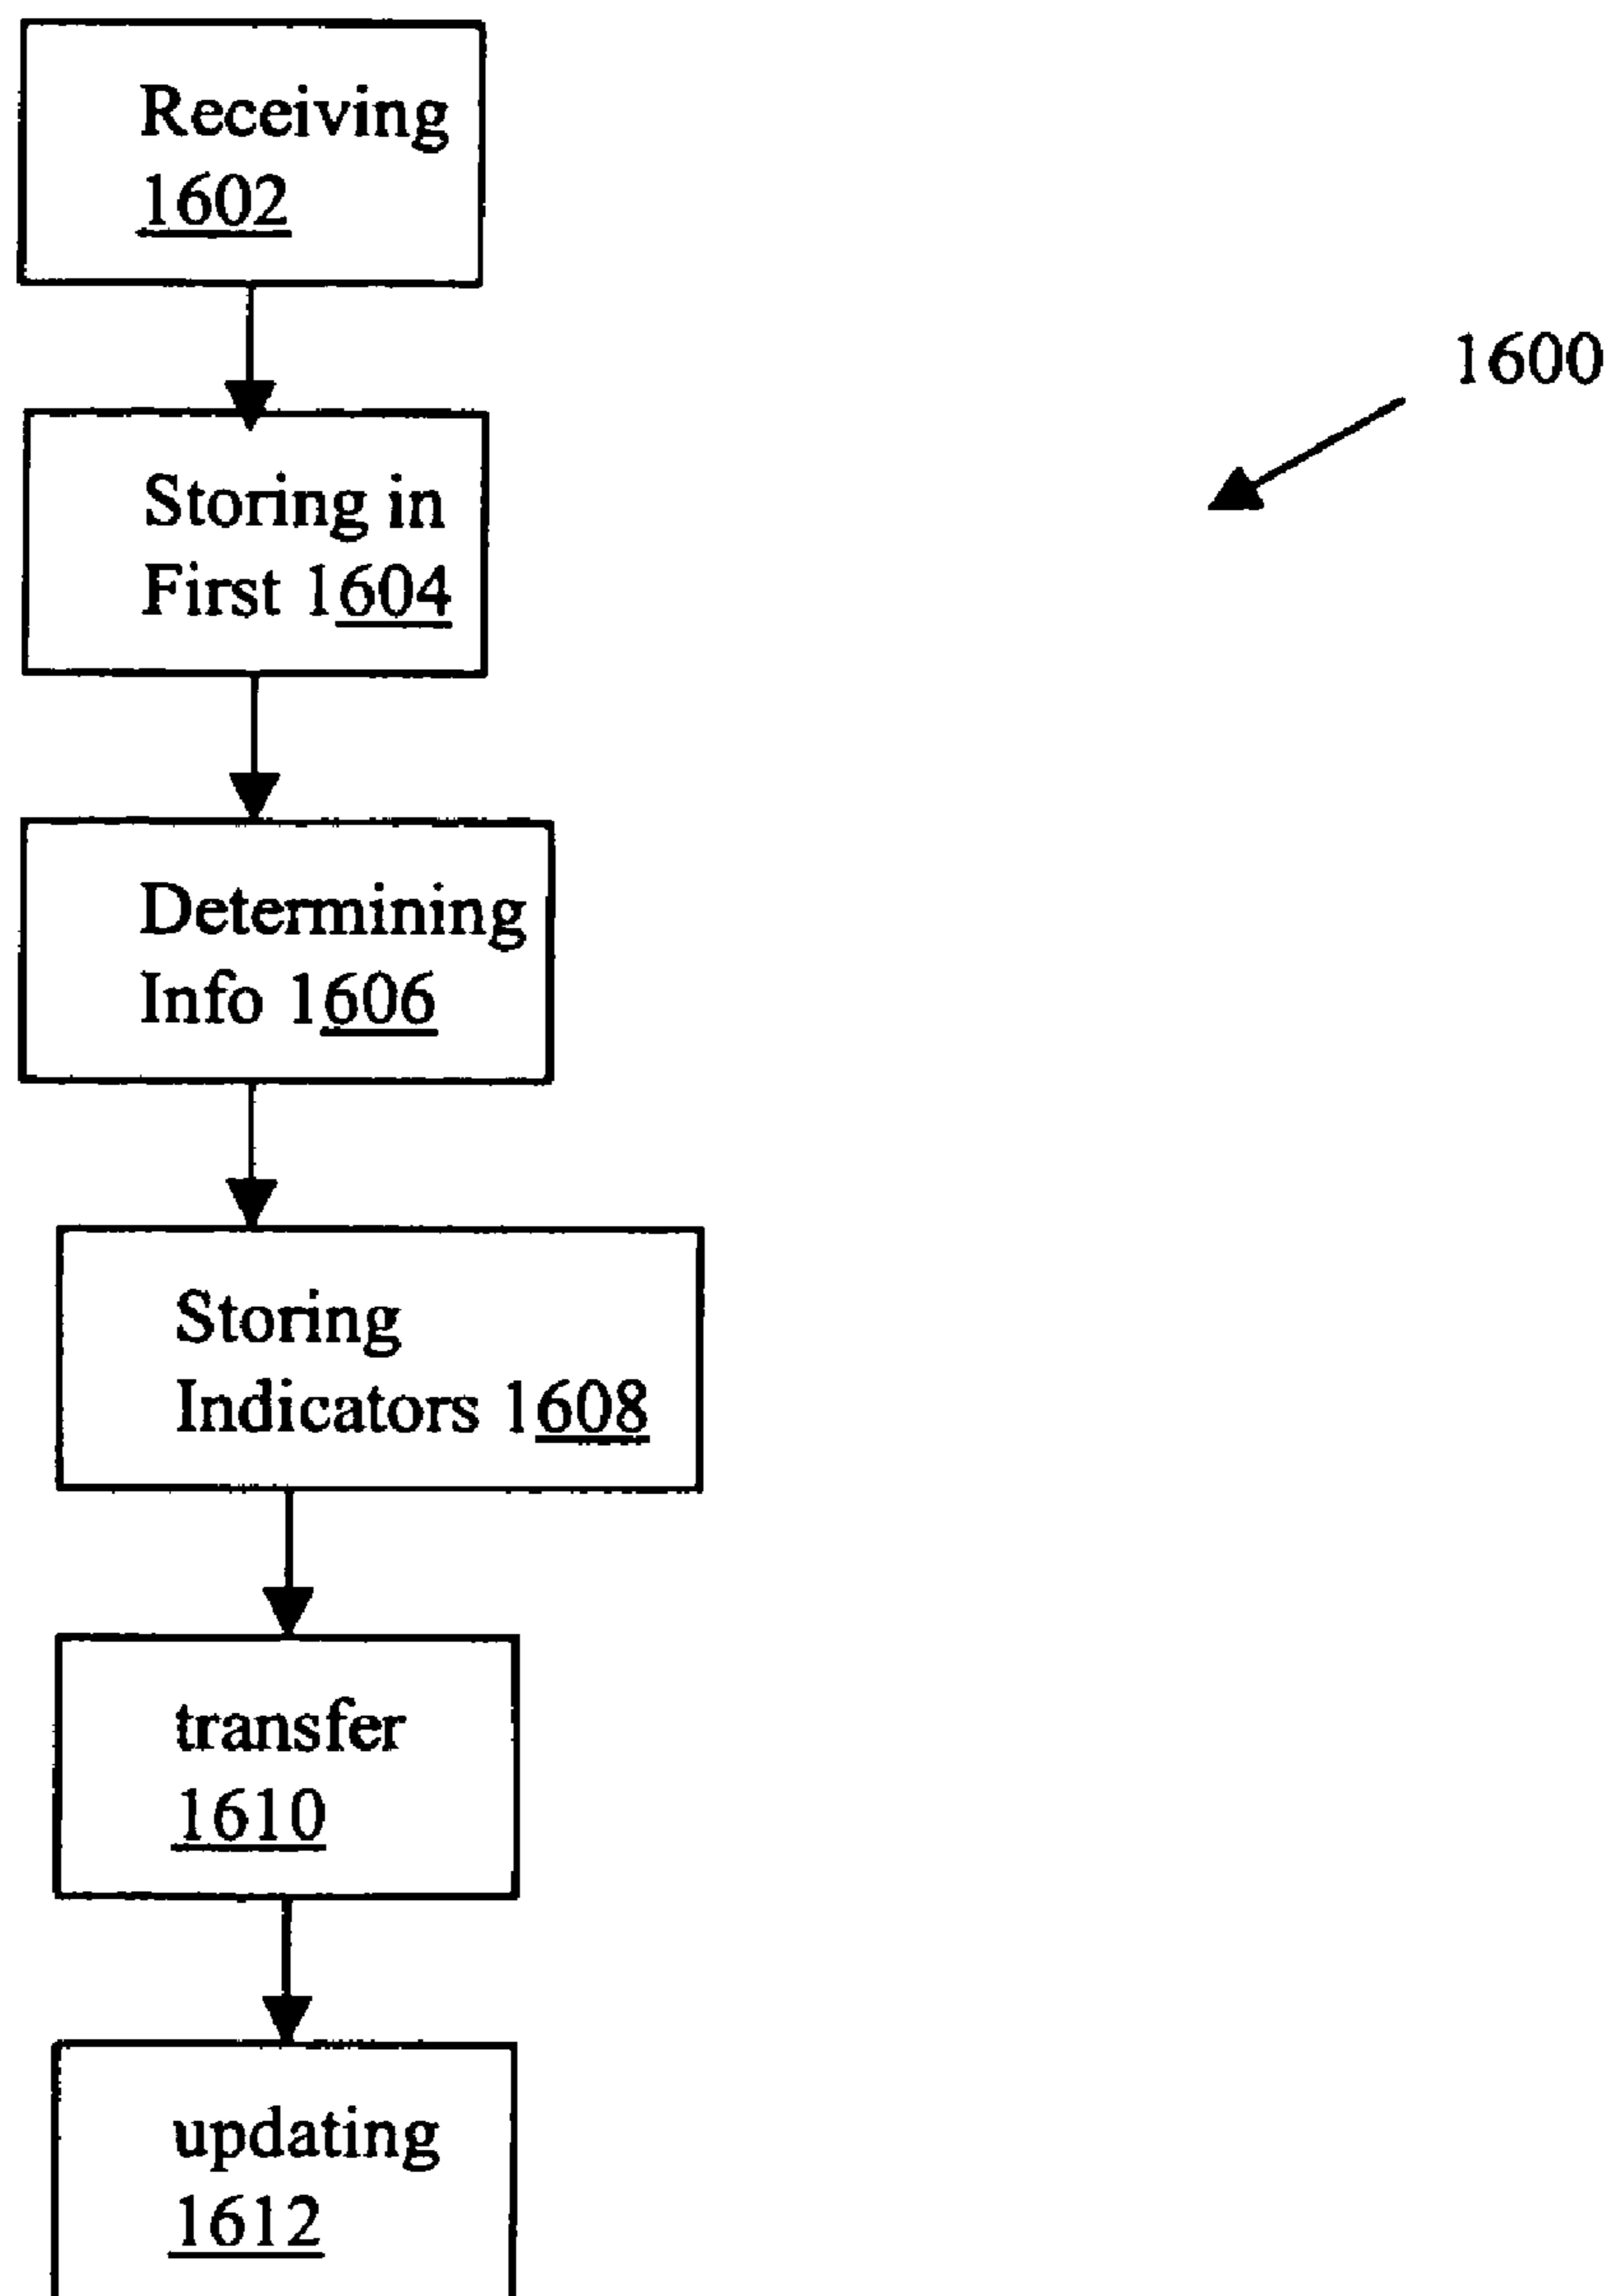 Receiving
1602
1600
Storing in
First 1604
Determining
Info 1606
Storing
Indicators 1608
transfer
1610
updating
1612